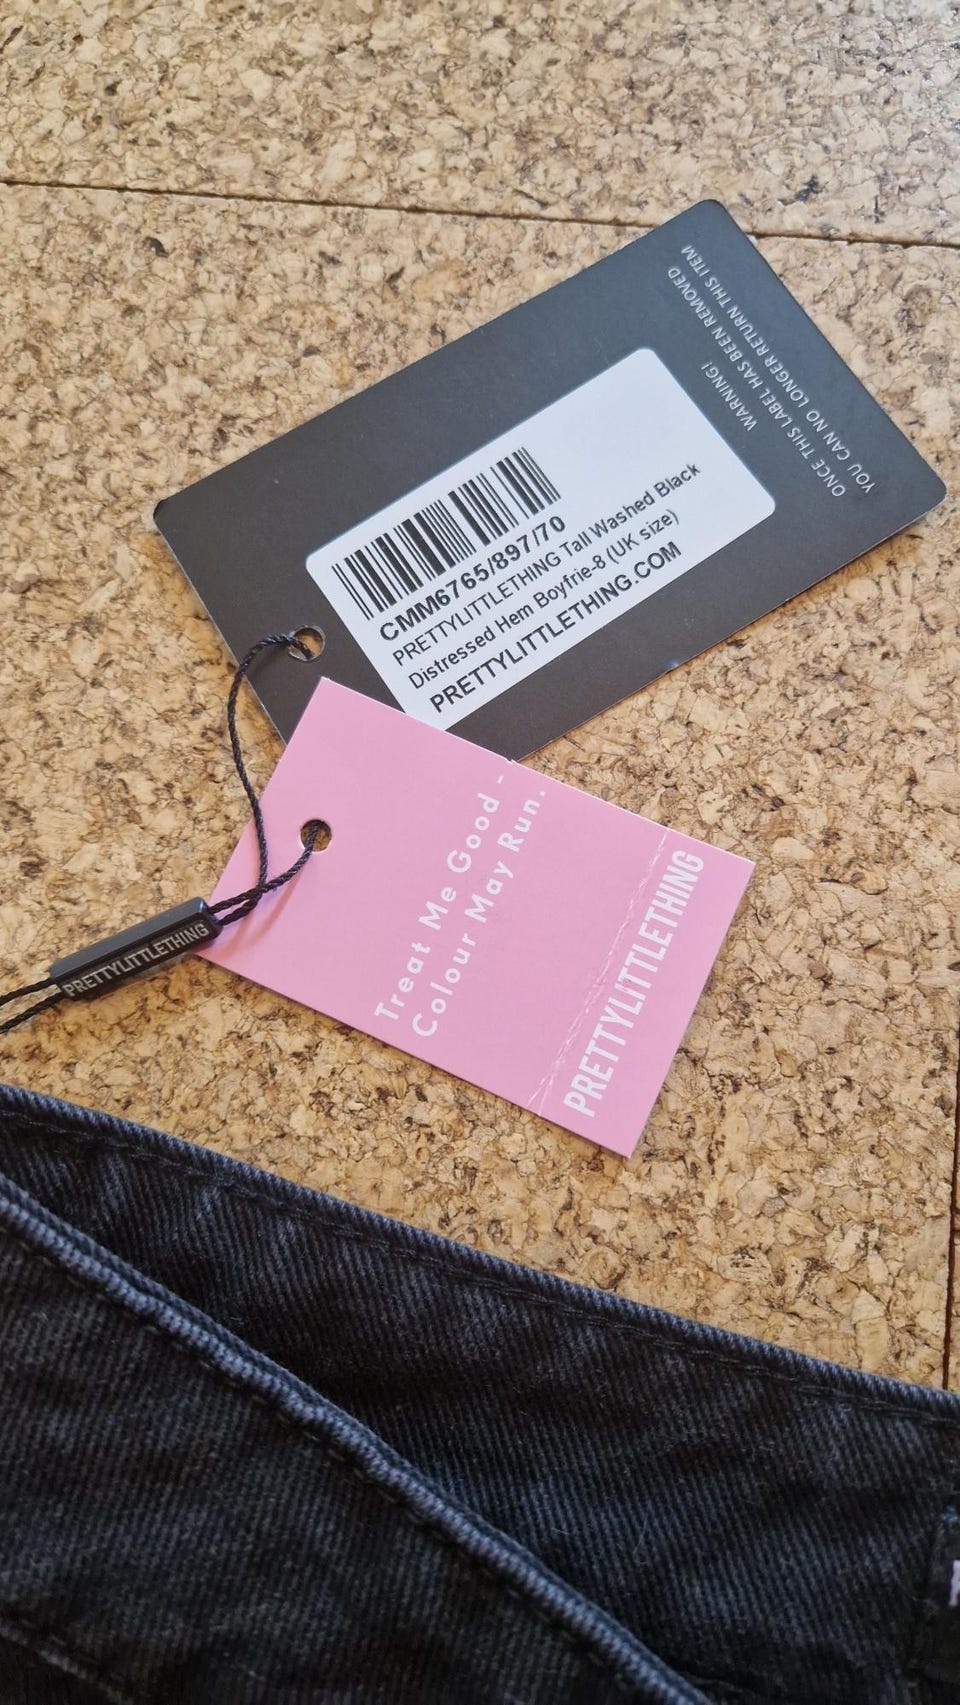 WARNING!
ONCE THIS LABEL HAS BEEN REMOVED
YOU CAN NO LONGER RETURN THIS ITEM
CMM6765/897/70
PRETTYLITTLETHING Tall Washed Black
Distressed Hem Boyfrie-8 (UK size)
PRETTYLITTLETHING.COM
Treat Me Good -
Colour May Run.
PRETTYLITTLETHING
PRETTYLITTLETHING